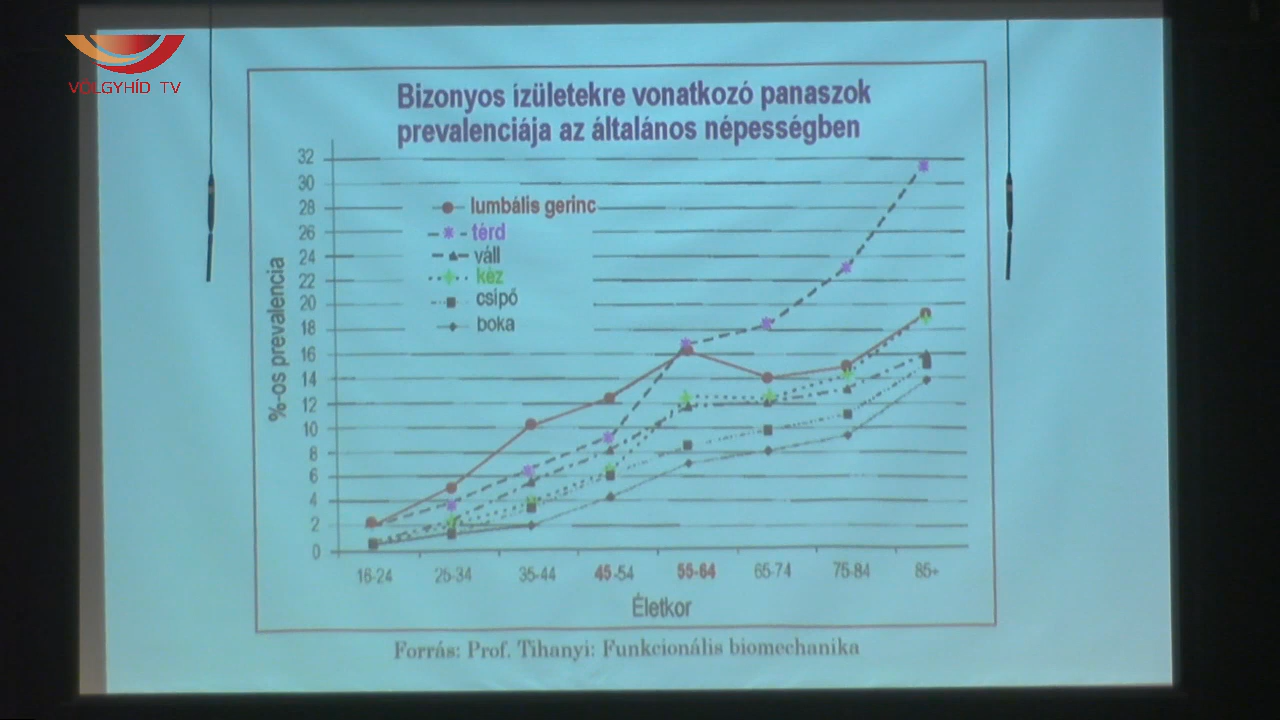 VÖLGYHÍD TV
Bizonyos ízületekre vonatkozó panaszok
prevalenciája az általános népességben
32
30
28
26
24
22
20
18
16
14
12
10
8
6
4
2
0
%-os prevalencia
lumbális gerinc
térd
váll
kéz
csípő
boka
16-24 25-34 35-44 45-54 55-64 65-74 75-84 85+
Életkor
Forrás: Prof. Tihanyi: Funkcionális biomechanika